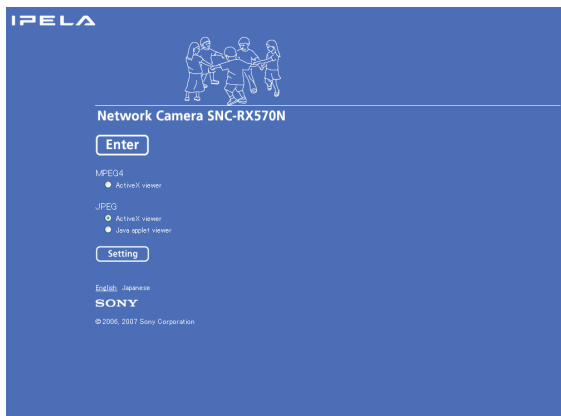 IPELA
Network Camera SNC-RX570N
Enter
MPEG4
ActiveX viewer
JPEG
ActiveX viewer
Java applet viewer
Setting
English Japanese
SONY
© 2006, 2007 Sony Corporation